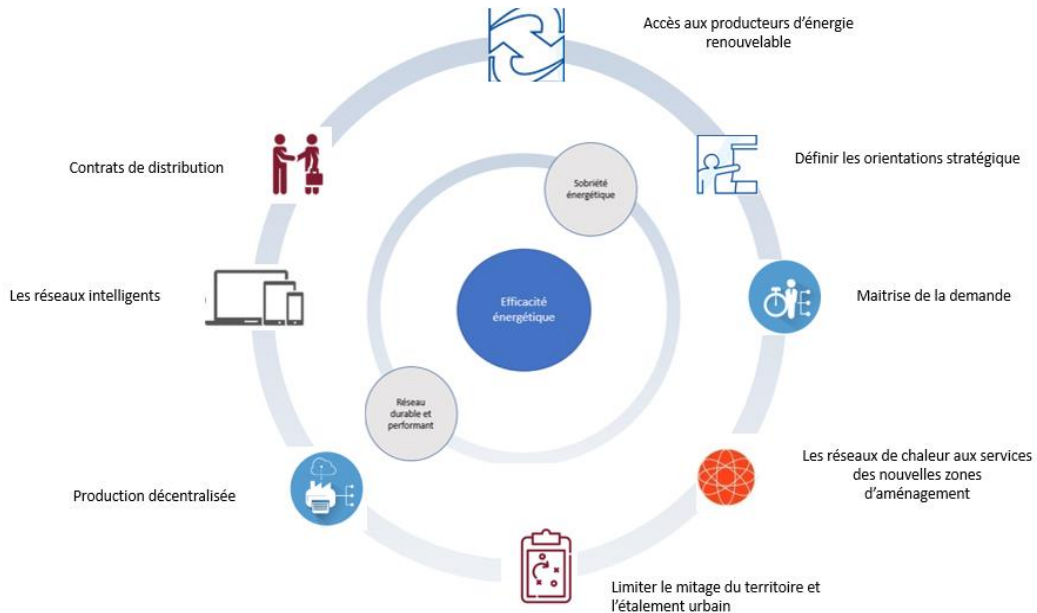 Accès aux producteurs d’énergie
renouvelable
Contrats de distribution
Définir les orientations stratégique
Sobriété
énergétique
Les réseaux intelligents
Efficacité
énergétique
Maitrise de la demande
Réseau
durable et
performant
Les réseaux de chaleur aux services
des nouvelles zones
d’aménagement
Production décentralisée
Limiter le mitage du territoire et
l’étalement urbain